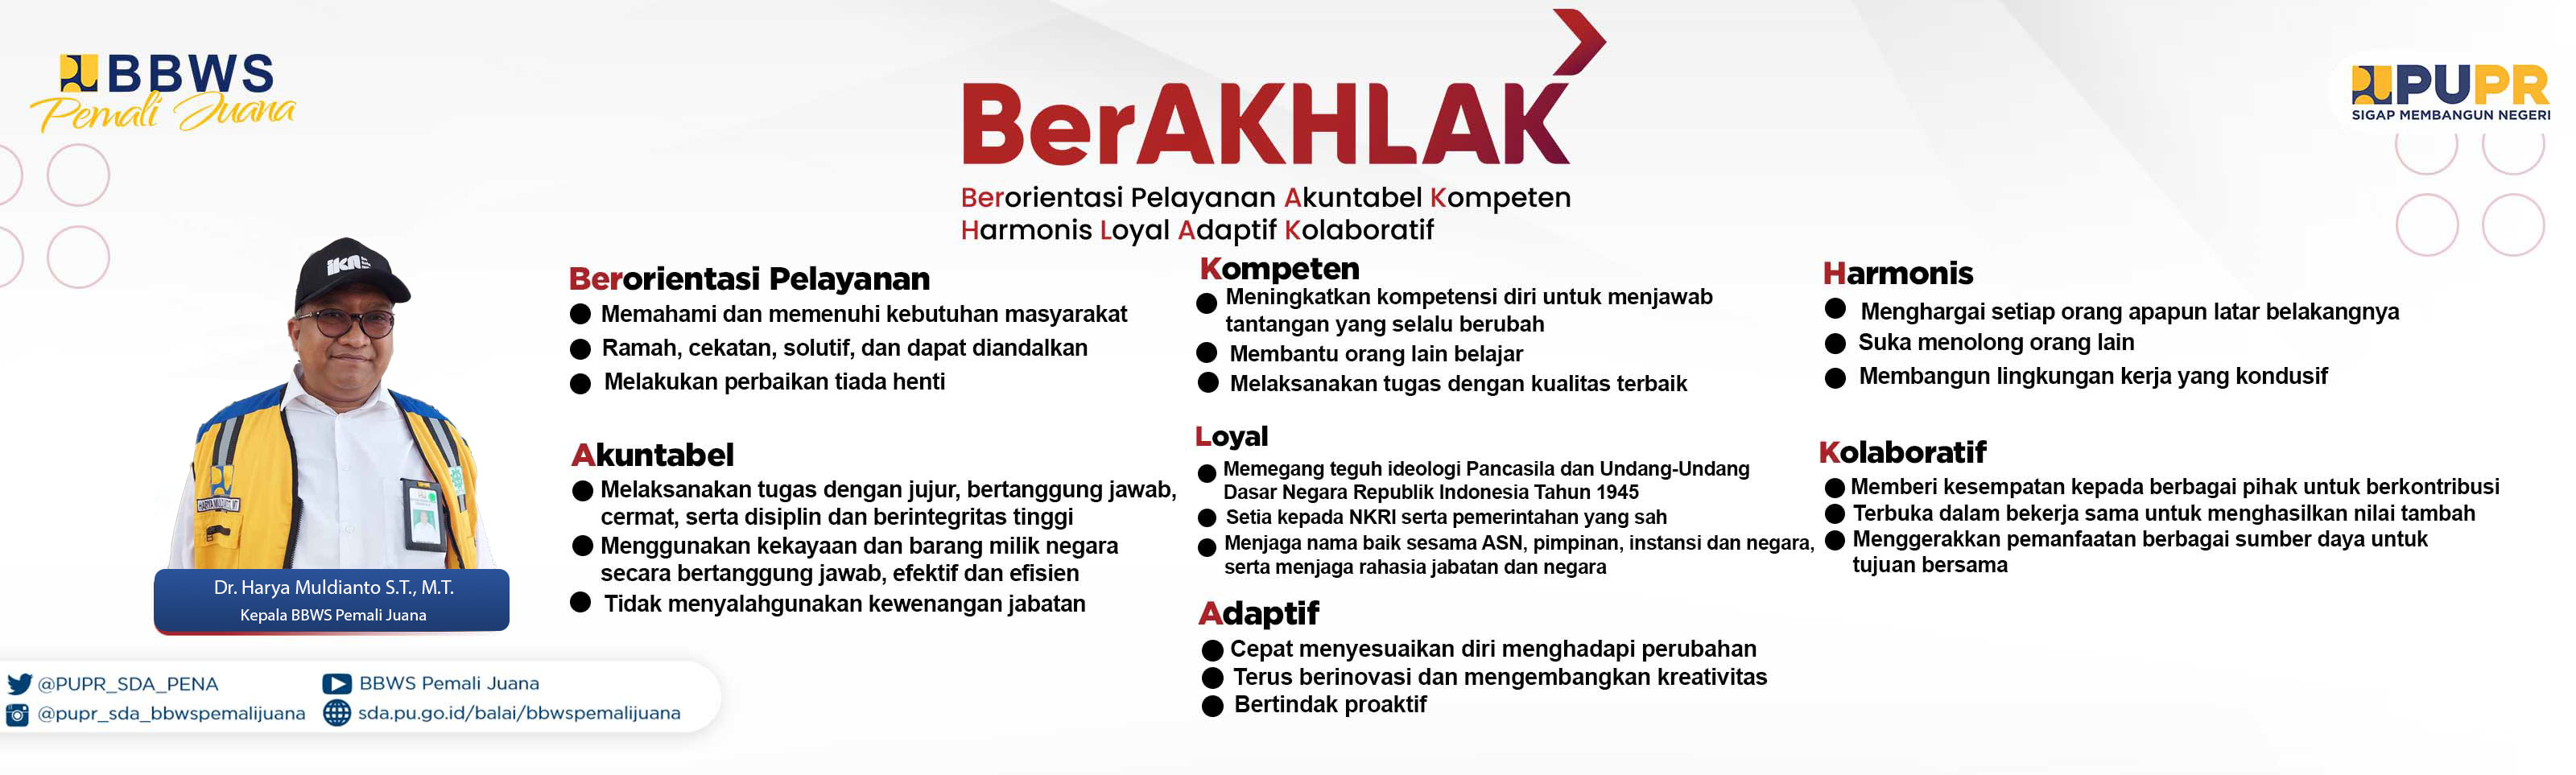 BBWS
Pemali Juana
BerAKHLAK
Berorientasi Pelayanan Akuntabel Kompeten
Harmonis Loyal Adaptif Kolaboratif
PUPR
SIGAP MEMBANGUN NEGERI
ikn
HARYA MULDIANTO, MT
PUPR
Dr. Harya Muldianto S.T., M.T.
Kepala BBWS Pemali Juana
Berorientasi Pelayanan
Memahami dan memenuhi kebutuhan masyarakat
Ramah, cekatan, solutif, dan dapat diandalkan
Melakukan perbaikan tiada henti
Akuntabel
Melaksanakan tugas dengan jujur, bertanggung jawab,
cermat, serta disiplin dan berintegritas tinggi
Menggunakan kekayaan dan barang milik negara
secara bertanggung jawab, efektif dan efisien
Tidak menyalahgunakan kewenangan jabatan
Kompeten
Meningkatkan kompetensi diri untuk menjawab
tantangan yang selalu berubah
Membantu orang lain belajar
Melaksanakan tugas dengan kualitas terbaik
Loyal
Memegang teguh ideologi Pancasila dan Undang-Undang
Dasar Negara Republik Indonesia Tahun 1945
Setia kepada NKRI serta pemerintahan yang sah
Menjaga nama baik sesama ASN, pimpinan, instansi dan negara,
serta menjaga rahasia jabatan dan negara
Adaptif
Cepat menyesuaikan diri menghadapi perubahan
Terus berinovasi dan mengembangkan kreativitas
Bertindak proaktif
Harmonis
Menghargai setiap orang apapun latar belakangnya
Suka menolong orang lain
Membangun lingkungan kerja yang kondusif
Kolaboratif
Memberi kesempatan kepada berbagai pihak untuk berkontribusi
Terbuka dalam bekerja sama untuk menghasilkan nilai tambah
Menggerakkan pemanfaatan berbagai sumber daya untuk
tujuan bersama
@PUPR_SDA_PENA
BBWS Pemali Juana
@pupr_sda_bbwspemalijuana
sda.pu.go.id/balai/bbwspemalijuana